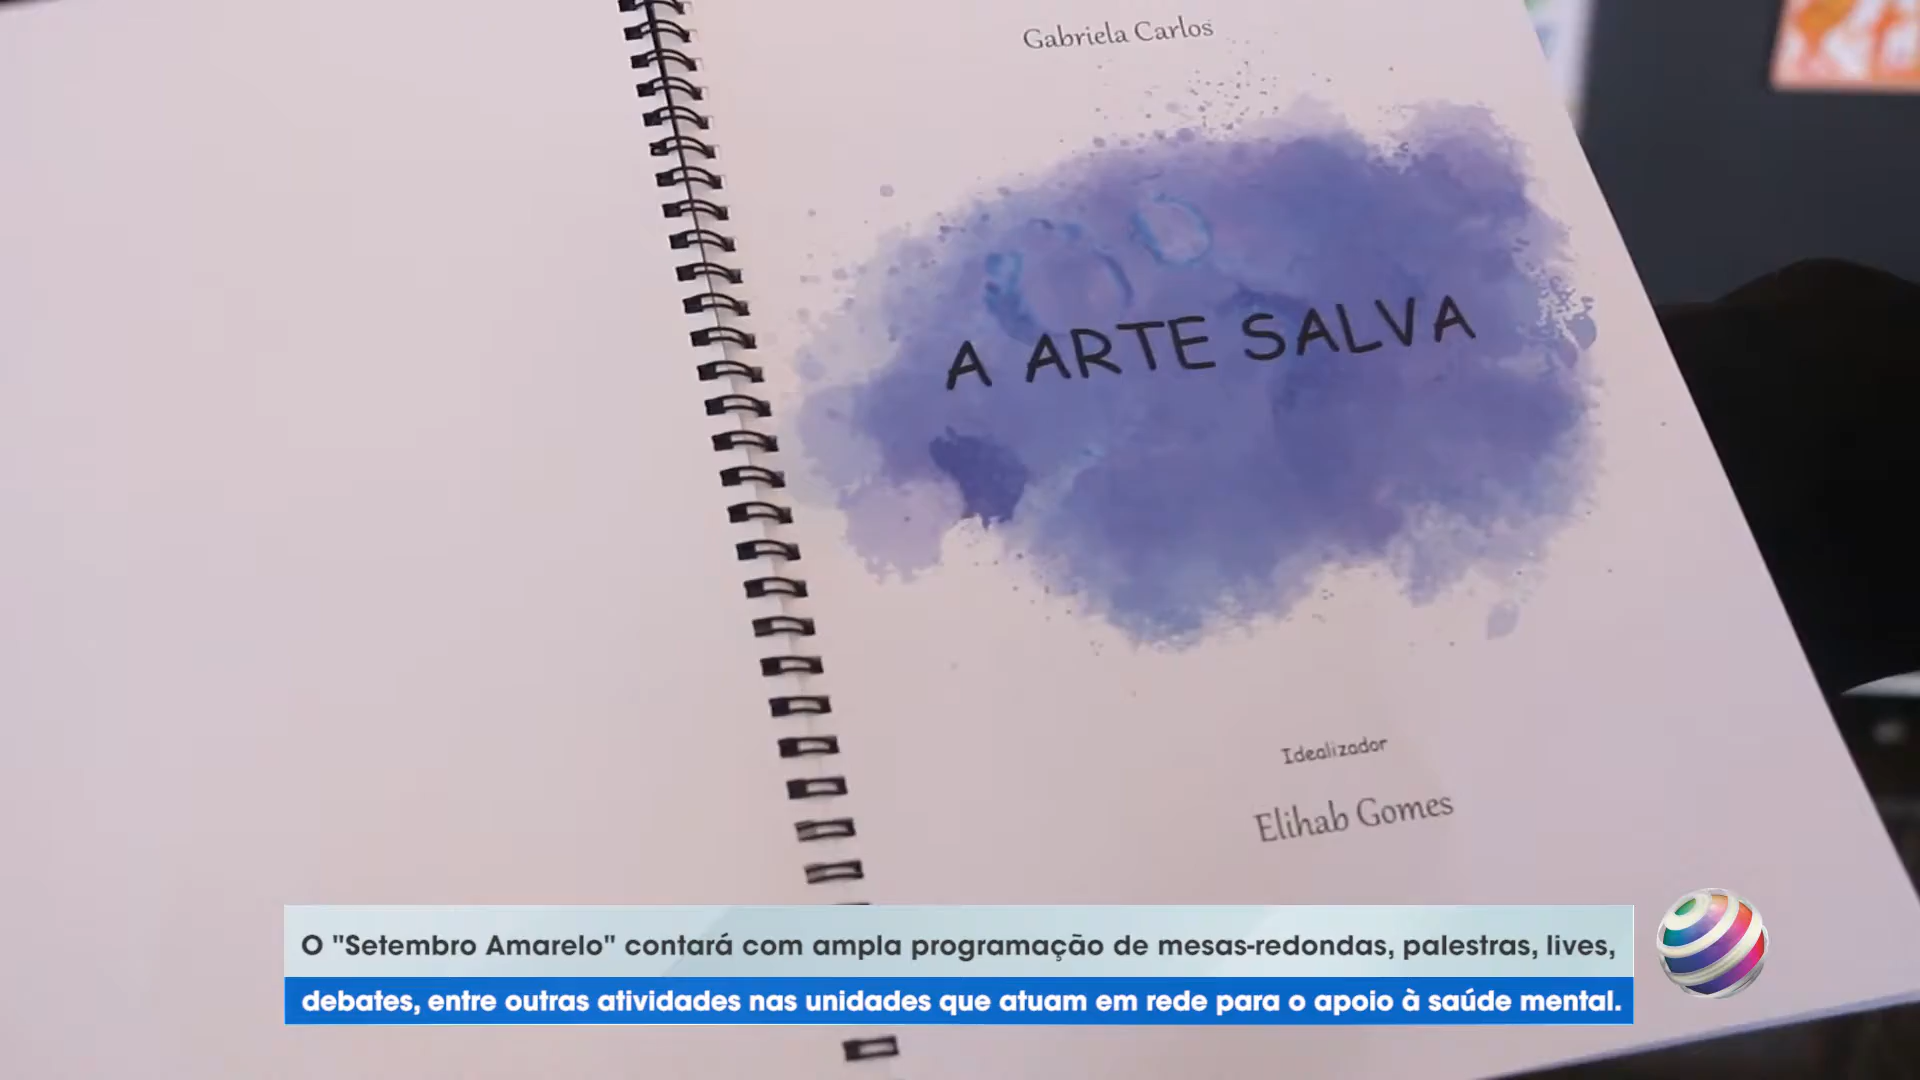 Gabriela Carlos
A ARTE SALVA
Idealizador
Elihab Gomes
O "Setembro Amarelo" contará com ampla programação de mesas-redondas, palestras, lives,
debates, entre outras atividades nas unidades que atuam em rede para o apoio à saúde mental.